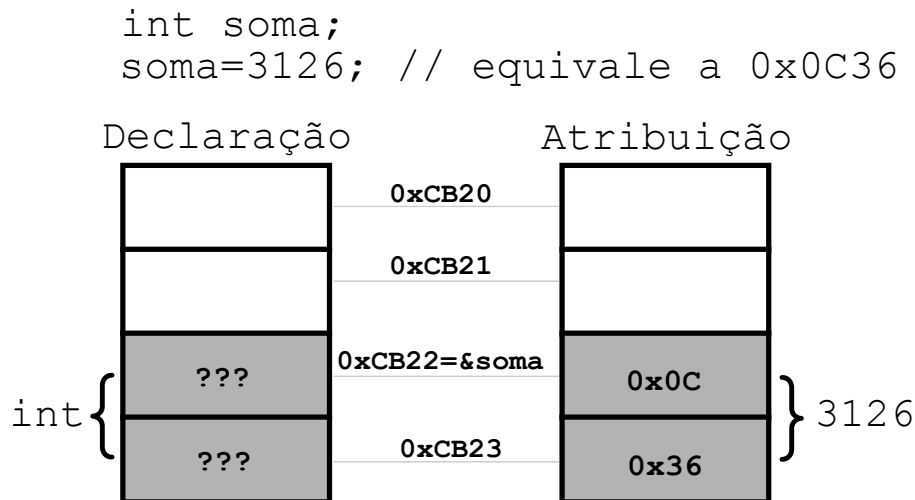 int soma;
soma=3126; // equivale a 0x0C36
Declaração Atribuição
0xCB20
0xCB21
??? 0xCB22=&soma 0x0C
int 3126
??? 0xCB23 0x36